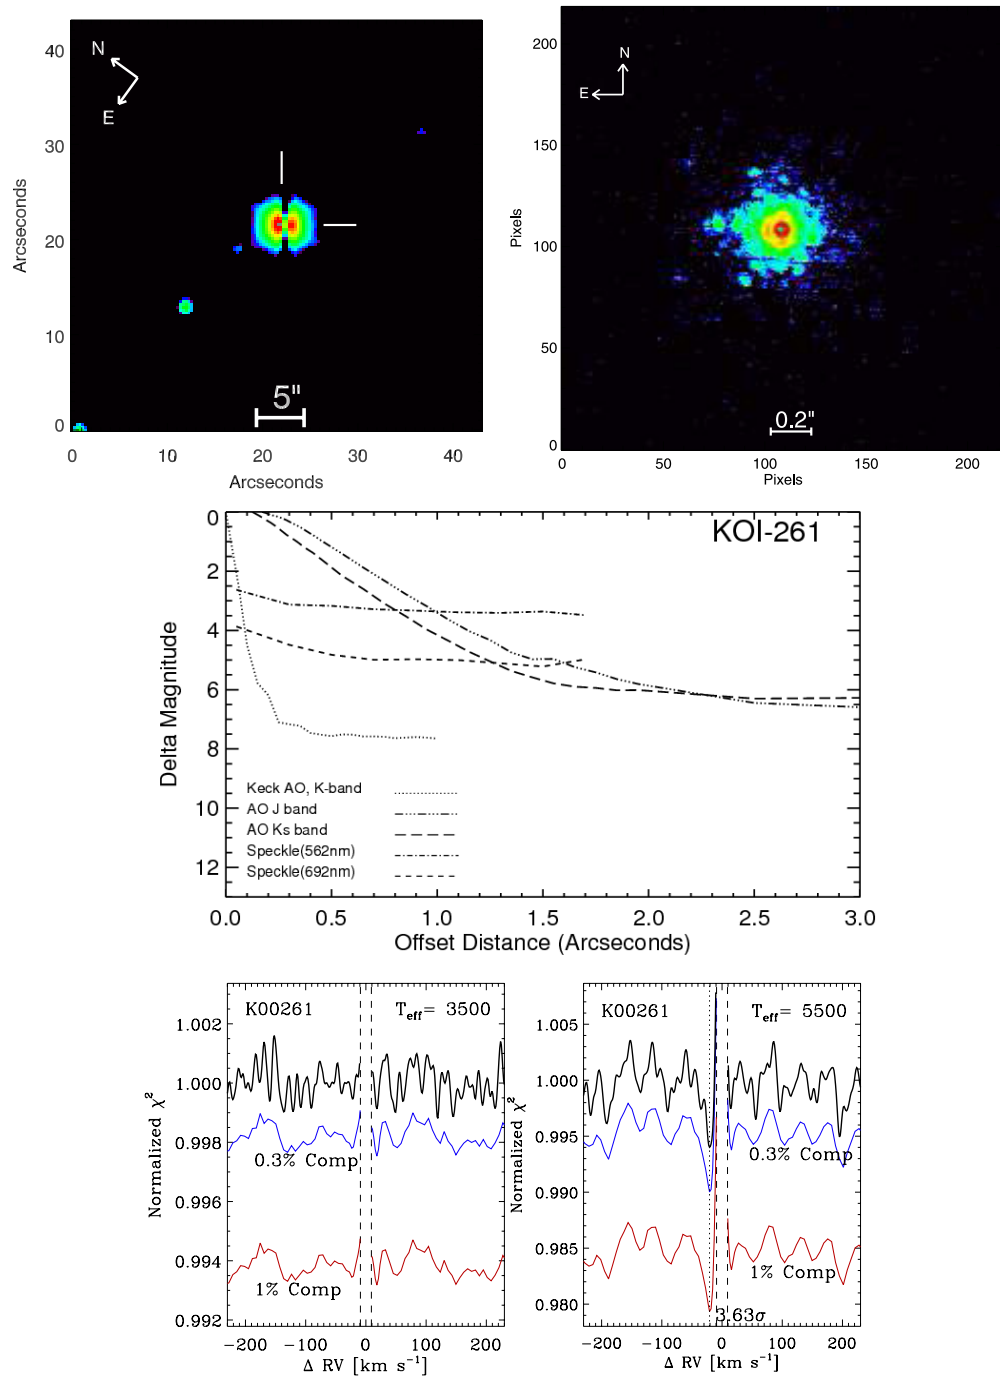 N
E
5"
Arcseconds
40
30
20
10
0
0 10 20 30 40
Arcseconds
N
E
0.2"
Pixels
200
150
100
50
0
0 50 100 150 200
Pixels
KOI-261
Delta Magnitude
0
2
4
6
8
10
12
Keck AO, K-band
AO J band
AO Ks band
Speckle(562nm)
Speckle(692nm)
0.0 0.5 1.0 1.5 2.0 2.5 3.0
Offset Distance (Arcseconds)
K00261 Teff= 3500
Normalized χ²
1.002
1.000
0.998
0.996
0.994
0.992
0.3% Comp
1% Comp
−200 −100 0 100 200
Δ RV [km s⁻¹]
K00261 Teff= 5500
Normalized χ²
1.005
1.000
0.995
0.990
0.985
0.980
0.3% Comp
1% Comp
3.63σ
−200 −100 0 100 200
Δ RV [km s⁻¹]